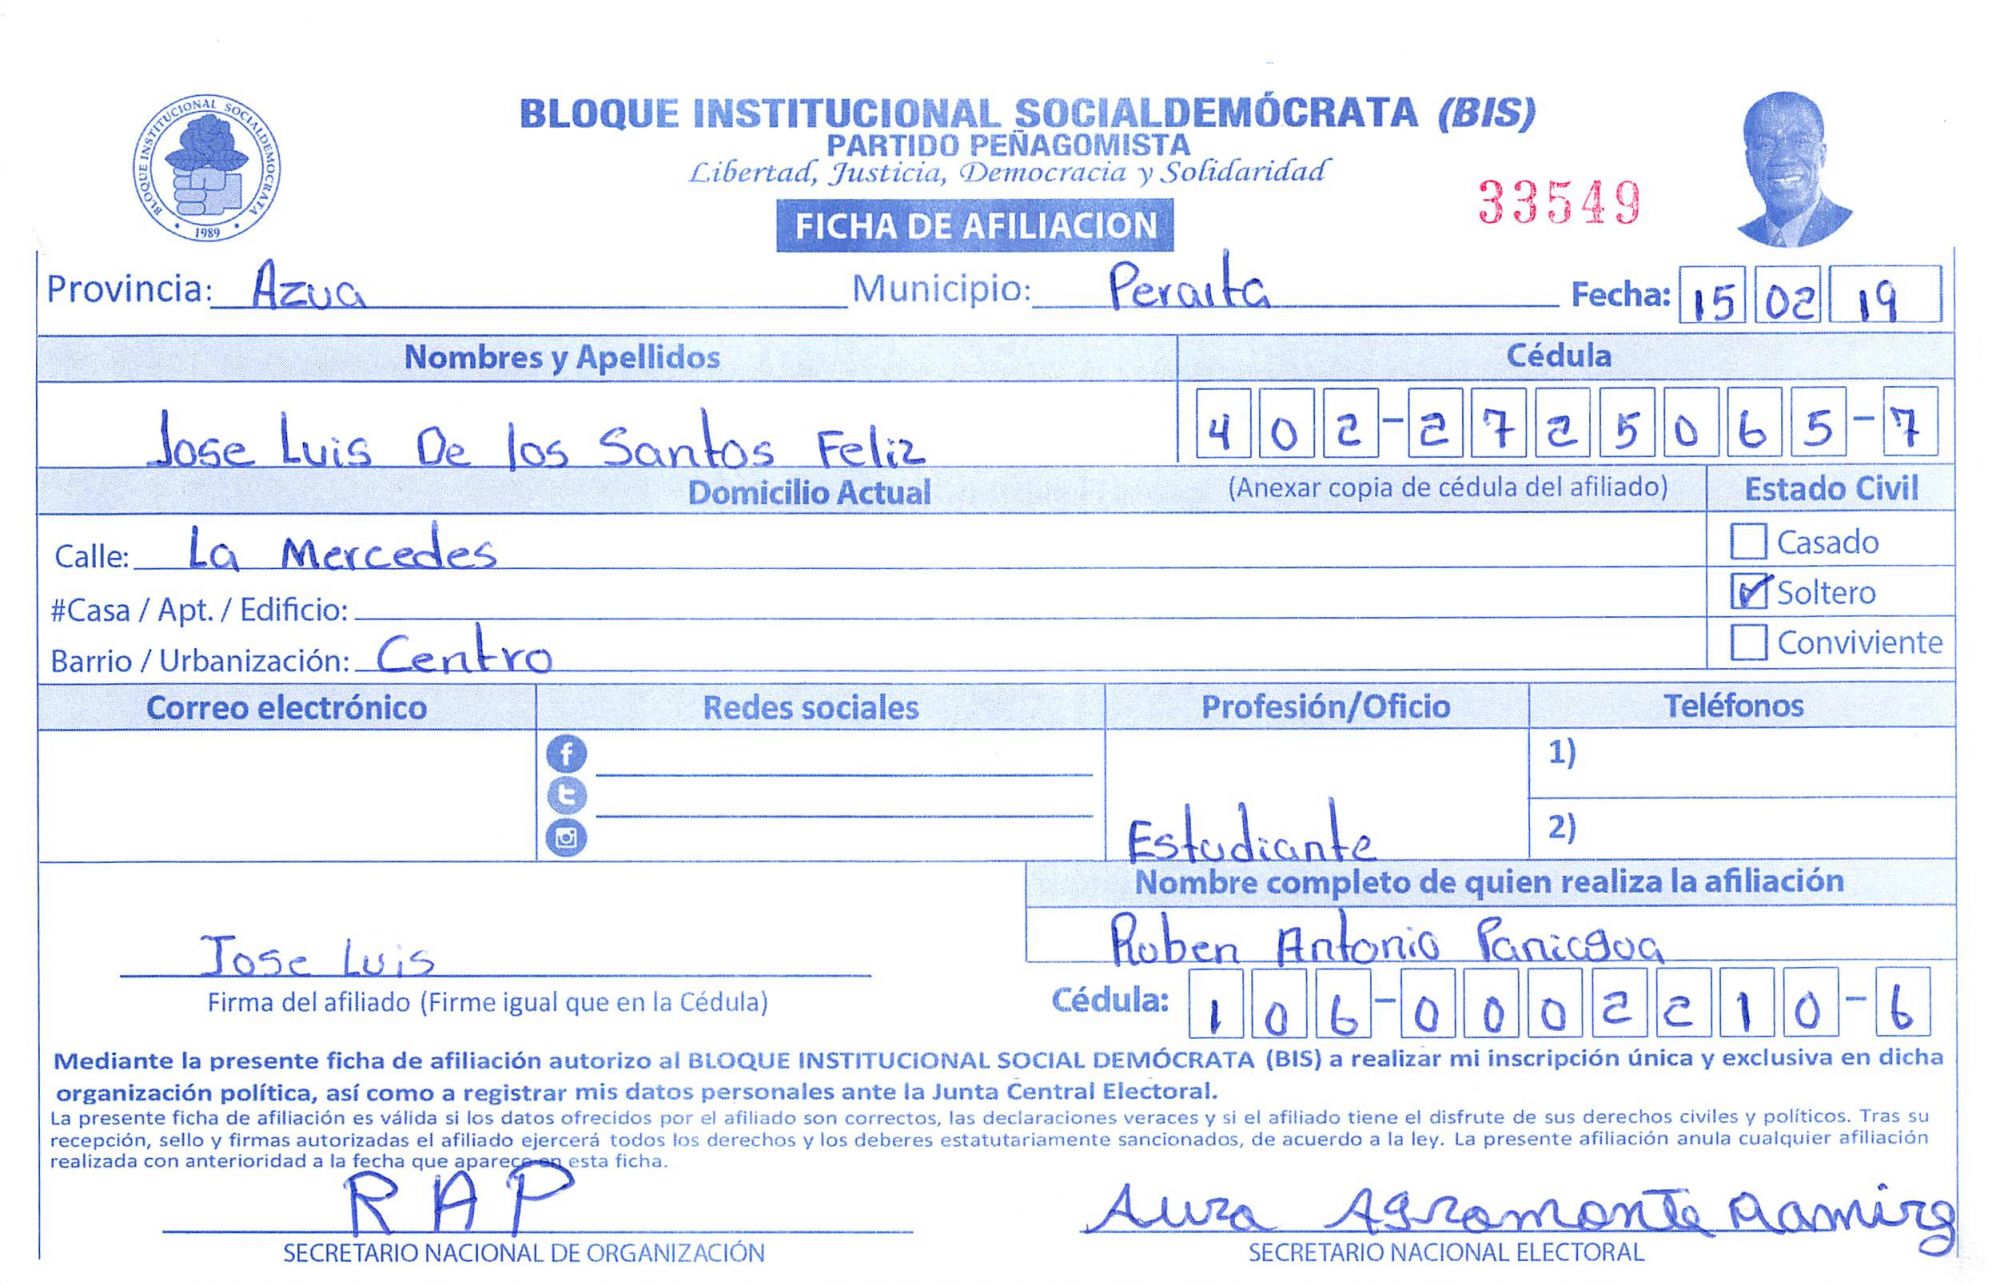 BLOQUE INSTITUCIONAL SOCIALDEMOCRATA
1989
BLOQUE INSTITUCIONAL SOCIALDEMÓCRATA (BIS)
PARTIDO PEÑAGOMISTA
Libertad, Justicia, Democracia y Solidaridad
33549
FICHA DE AFILIACION
Provincia: Azua Municipio: Peralta Fecha: 15 02 19
Nombres y Apellidos Cédula
Jose Luis De los Santos Feliz 402-2725065-7
Domicilio Actual (Anexar copia de cédula del afiliado) Estado Civil
Calle: La Mercedes Casado
#Casa / Apt. / Edificio: Soltero
Barrio / Urbanización: Centro Conviviente
Correo electrónico Redes sociales Profesión/Oficio Teléfonos
1)
2)
Estudiante
Nombre completo de quien realiza la afiliación
Ruben Antonio Paniagua
Jose Luis
Firma del afiliado (Firme igual que en la Cédula) Cédula: 106-0002210-6
Mediante la presente ficha de afiliación autorizo al BLOQUE INSTITUCIONAL SOCIAL DEMÓCRATA (BIS) a realizar mi inscripción única y exclusiva en dicha
organización política, así como a registrar mis datos personales ante la Junta Central Electoral.
La presente ficha de afiliación es válida si los datos ofrecidos por el afiliado son correctos, las declaraciones veraces y si el afiliado tiene el disfrute de sus derechos civiles y políticos. Tras su
recepción, sello y firmas autorizadas el afiliado ejercerá todos los derechos y los deberes estatutariamente sancionados, de acuerdo a la ley. La presente afiliación anula cualquier afiliación
realizada con anterioridad a la fecha que aparece en esta ficha.
RAP Aura Agramonte Ramirez
SECRETARIO NACIONAL DE ORGANIZACIÓN SECRETARIO NACIONAL ELECTORAL